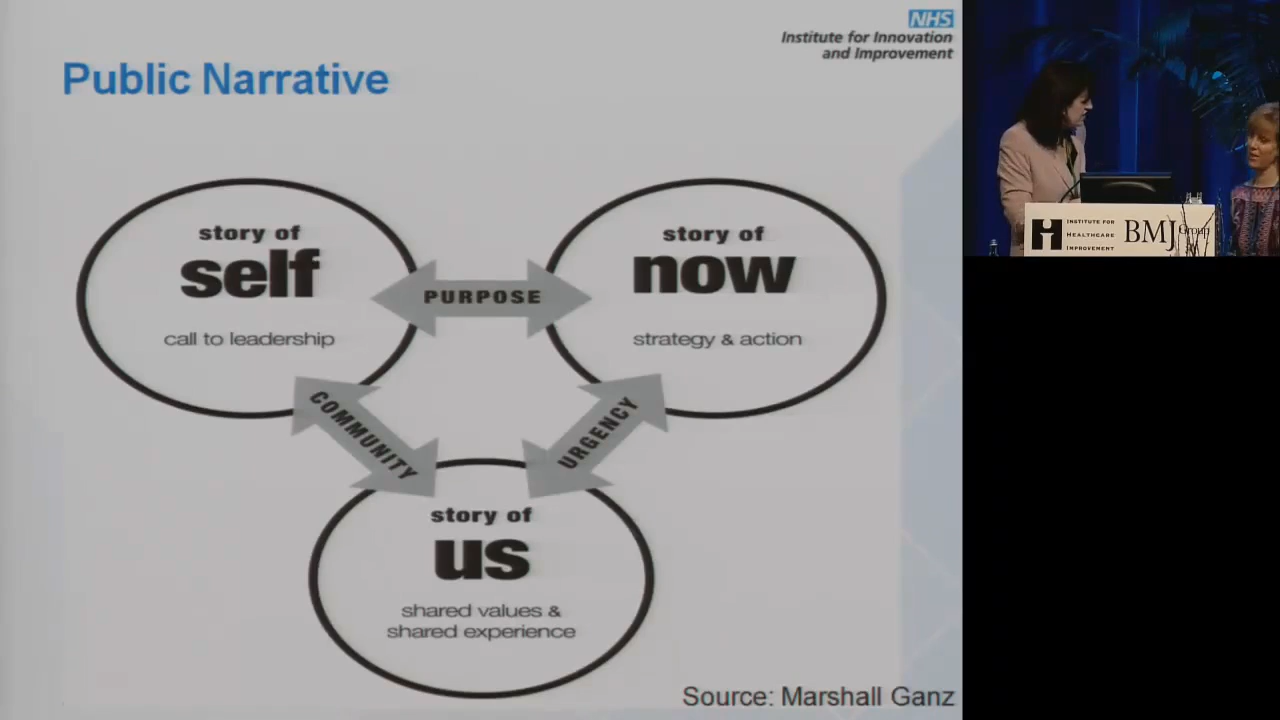 NHS
Institute for Innovation
and Improvement
Public Narrative
story of
self
call to leadership
PURPOSE
story of
now
strategy & action
COMMUNITY
URGENCY
story of
us
shared values &
shared experience
Source: Marshall Ganz
INSTITUTE FOR
HEALTHCARE
IMPROVEMENT
BMJ Group